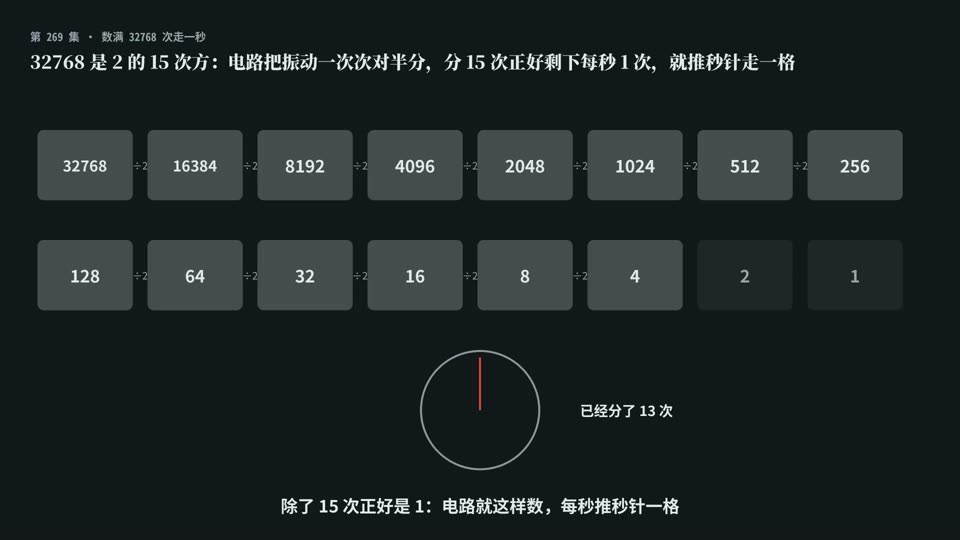 第 269 集 · 数满 32768 次走一秒
32768 是 2 的 15 次方：电路把振动一次次对半分，分 15 次正好剩下每秒 1 次，就推秒针走一格
32768 ÷2 16384 ÷2 8192 ÷2 4096 ÷2 2048 ÷2 1024 ÷2 512 ÷2 256
128 ÷2 64 ÷2 32 ÷2 16 ÷2 8 ÷2 4 2 1
已经分了 13 次
除了 15 次正好是 1：电路就这样数，每秒推秒针一格